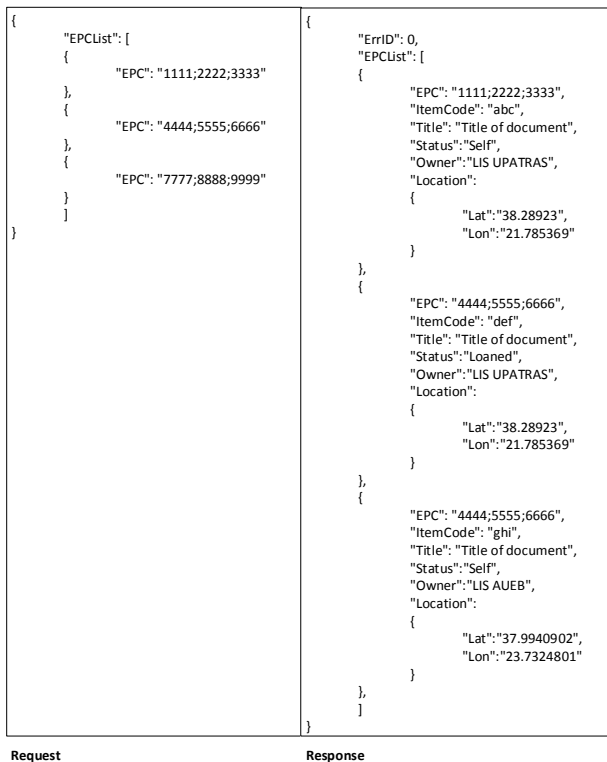 {
"EPCList": [
{
"EPC": "1111;2222;3333"
},
{
"EPC": "4444;5555;6666"
},
{
"EPC": "7777;8888;9999"
}
]
}
Request
{
"ErrID": 0,
"EPCList": [
{
"EPC": "1111;2222;3333",
"ItemCode": "abc",
"Title": "Title of document",
"Status":"Self",
"Owner":"LIS UPATRAS",
"Location":
{
"Lat":"38.28923",
"Lon":"21.785369"
}
},
{
"EPC": "4444;5555;6666",
"ItemCode": "def",
"Title": "Title of document",
"Status":"Loaned",
"Owner":"LIS UPATRAS",
"Location":
{
"Lat":"38.28923",
"Lon":"21.785369"
}
},
{
"EPC": "4444;5555;6666",
"ItemCode": "ghi",
"Title": "Title of document",
"Status":"Self",
"Owner":"LIS AUEB",
"Location":
{
"Lat":"37.9940902",
"Lon":"23.7324801"
}
},
]
}
Response